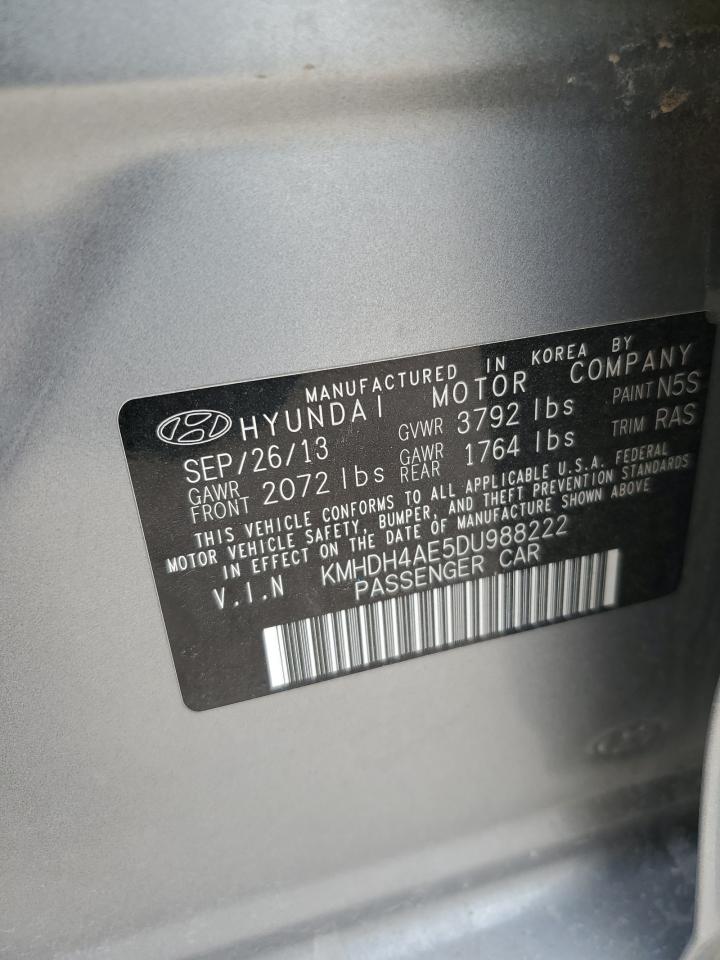 MANUFACTURED IN KOREA BY
HYUNDAI MOTOR COMPANY
SEP/26/13 GVWR 3792 lbs PAINT N5S
GAWR FRONT 2072 lbs GAWR REAR 1764 lbs TRIM RAS
THIS VEHICLE CONFORMS TO ALL APPLICABLE U.S.A. FEDERAL
MOTOR VEHICLE SAFETY, BUMPER, AND THEFT PREVENTION STANDARDS
IN EFFECT ON THE DATE OF MANUFACTURE SHOWN ABOVE
V.I.N KMHDH4AE5DU988222
PASSENGER CAR